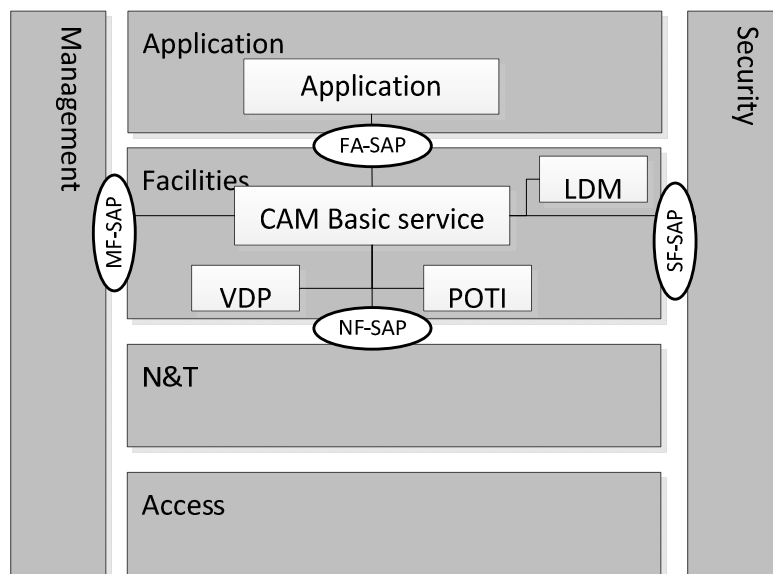 Management
Application
Application
Security
FA-SAP
Facilities
LDM
CAM Basic service
MF-SAP
SF-SAP
VDP
POTI
NF-SAP
N&T
Access